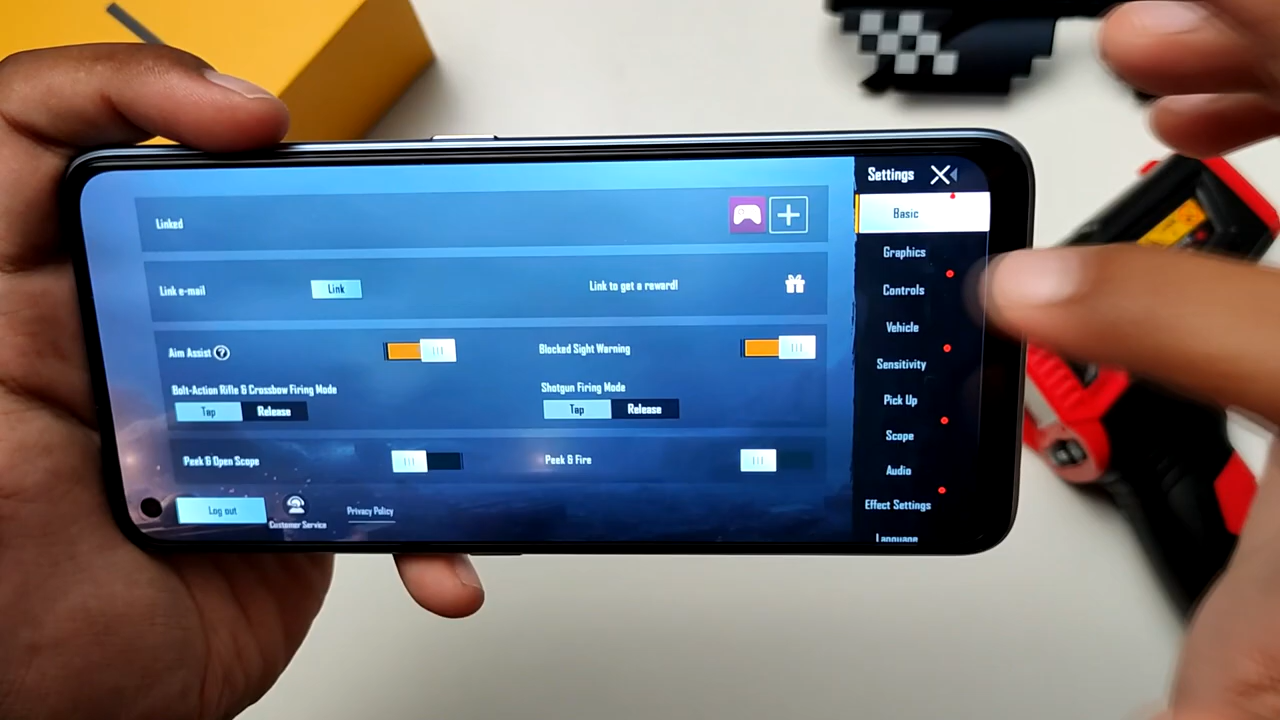 Settings
Basic
Graphics
Controls
Vehicle
Sensitivity
Pick Up
Scope
Audio
Effect Settings
Language
Linked
Link e-mail
Link
Link to get a reward!
Aim Assist ?
Blocked Sight Warning
Bolt-Action Rifle & Crossbow Firing Mode
Tap Release
Shotgun Firing Mode
Tap Release
Peek & Open Scope
Peek & Fire
Log out
Customer Service
Privacy Policy